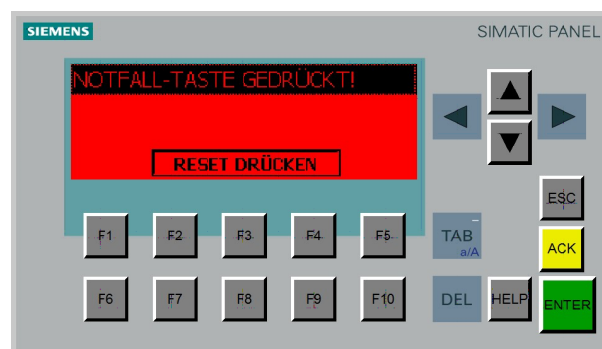 SIEMENS
SIMATIC PANEL
NOTFALL-TASTE GEDRÜCKT!
RESET DRÜCKEN
ESC
F1 F2 F3 F4 F5 TAB
a/A
ACK
F6 F7 F8 F9 F10 DEL HELP ENTER